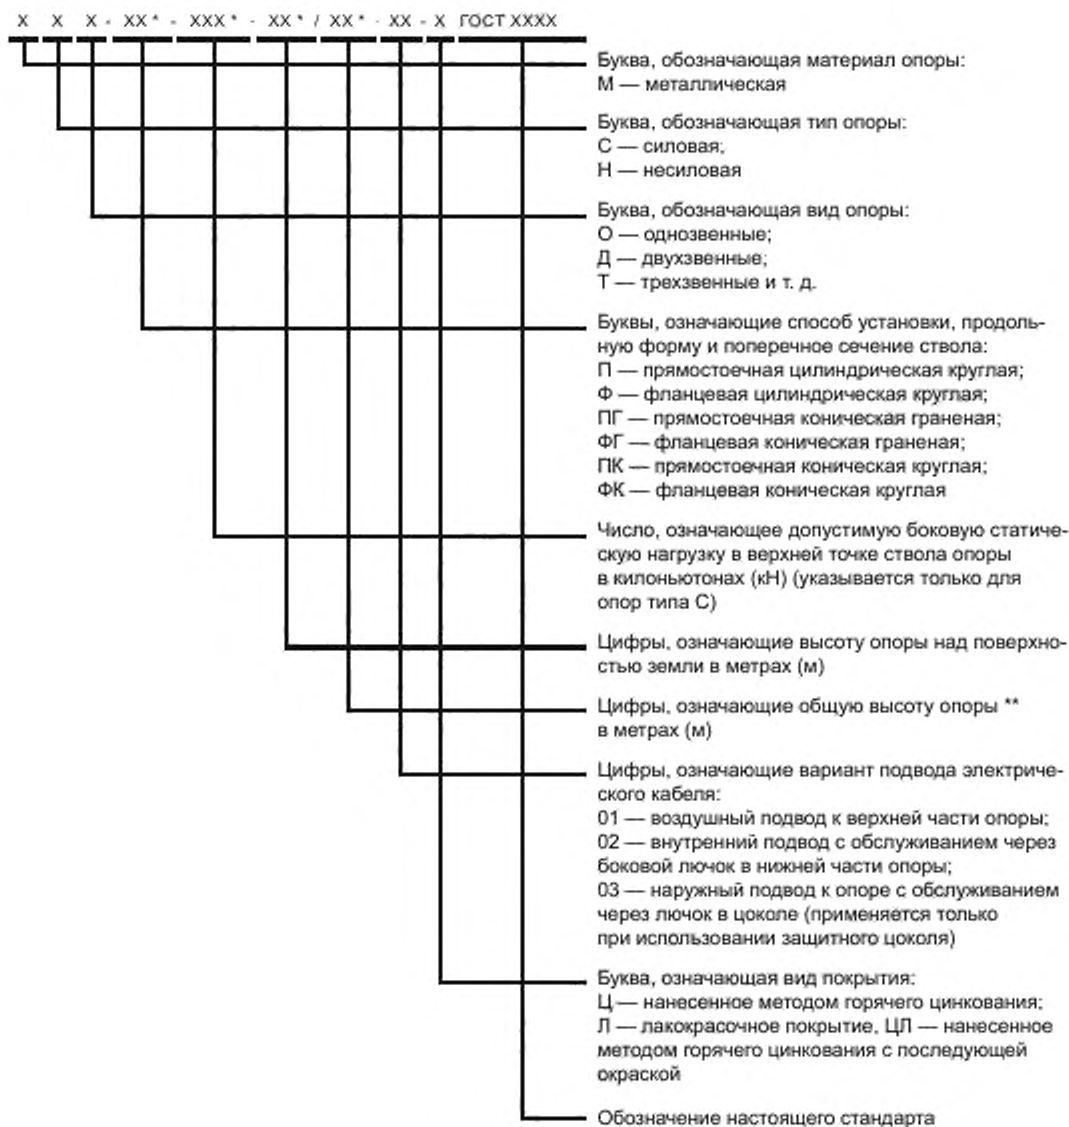 X X X - XX * - XXX * - XX * / XX * - XX - X ГОСТ XXXX
Буква, обозначающая материал опоры:
М — металлическая
Буква, обозначающая тип опоры:
С — силовая;
Н — несиловая
Буква, обозначающая вид опоры:
О — однозвенные;
Д — двухзвенные;
Т — трехзвенные и т. д.
Буквы, означающие способ установки, продоль-
ную форму и поперечное сечение ствола:
П — прямостоечная цилиндрическая круглая;
Ф — фланцевая цилиндрическая круглая;
ПГ — прямостоечная коническая граненая;
ФГ — фланцевая коническая граненая;
ПК — прямостоечная коническая круглая;
ФК — фланцевая коническая круглая
Число, означающее допустимую боковую статиче-
скую нагрузку в верхней точке ствола опоры
в килоньютонах (кН) (указывается только для
опор типа С)
Цифры, означающие высоту опоры над поверхно-
стью земли в метрах (м)
Цифры, означающие общую высоту опоры **
в метрах (м)
Цифры, означающие вариант подвода электриче-
ского кабеля:
01 — воздушный подвод к верхней части опоры;
02 — внутренний подвод с обслуживанием через
боковой лючок в нижней части опоры;
03 — наружный подвод к опоре с обслуживанием
через лючок в цоколе (применяется только
при использовании защитного цоколя)
Буква, означающая вид покрытия:
Ц — нанесенное методом горячего цинкования;
Л — лакокрасочное покрытие, ЦЛ — нанесенное
методом горячего цинкования с последующей
окраской
Обозначение настоящего стандарта